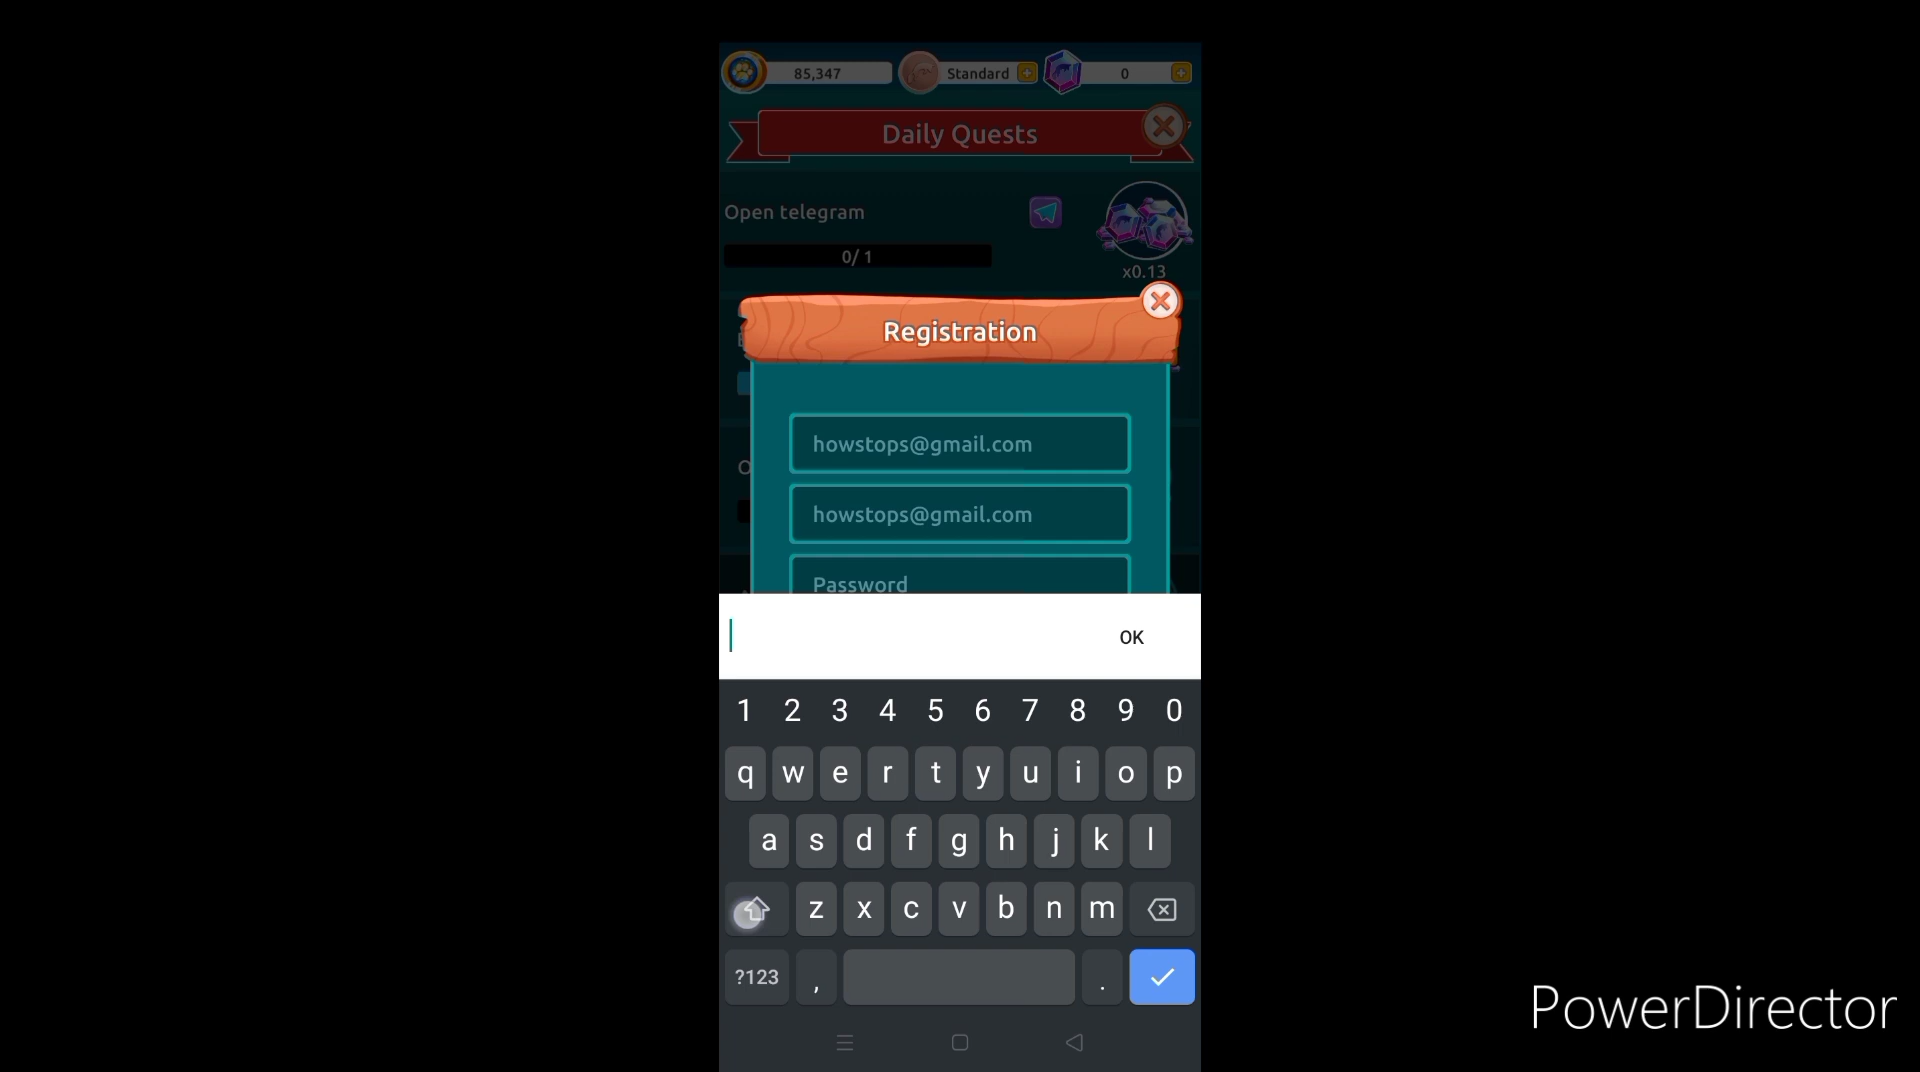 85,347 Standard 0
Daily Quests
Open telegram
0/ 1
x0.13
Registration
howstops@gmail.com
howstops@gmail.com
Password
OK
1 2 3 4 5 6 7 8 9 0
q w e r t y u i o p
a s d f g h j k l
z x c v b n m
?123 , .
PowerDirector